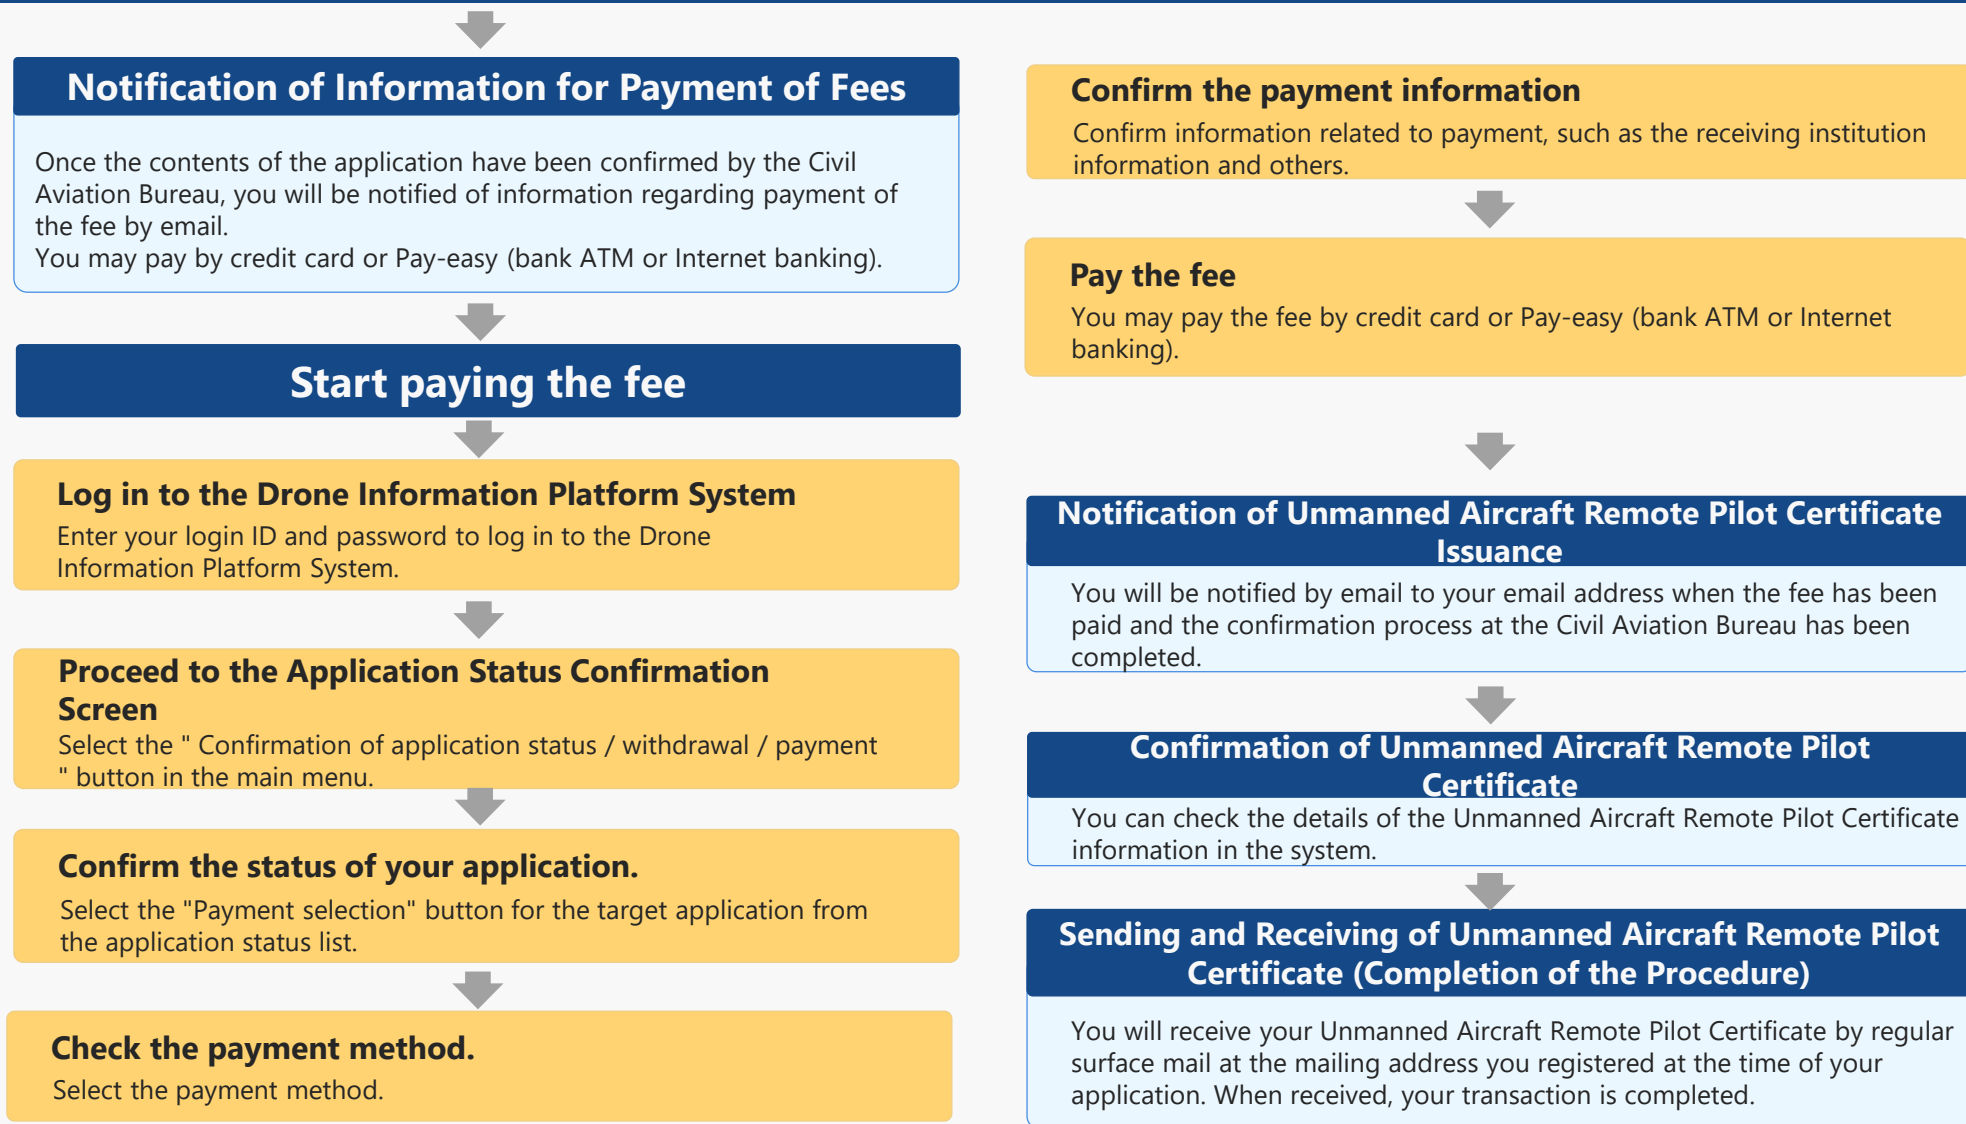 Notification of Information for Payment of Fees
Once the contents of the application have been confirmed by the Civil
Aviation Bureau, you will be notified of information regarding payment of
the fee by email.
You may pay by credit card or Pay-easy (bank ATM or Internet banking).
Start paying the fee
Log in to the Drone Information Platform System
Enter your login ID and password to log in to the Drone
Information Platform System.
Proceed to the Application Status Confirmation
Screen
Select the " Confirmation of application status / withdrawal / payment
" button in the main menu.
Confirm the status of your application.
Select the "Payment selection" button for the target application from
the application status list.
Check the payment method.
Select the payment method.
Confirm the payment information
Confirm information related to payment, such as the receiving institution
information and others.
Pay the fee
You may pay the fee by credit card or Pay-easy (bank ATM or Internet
banking).
Notification of Unmanned Aircraft Remote Pilot Certificate
Issuance
You will be notified by email to your email address when the fee has been
paid and the confirmation process at the Civil Aviation Bureau has been
completed.
Confirmation of Unmanned Aircraft Remote Pilot
Certificate
You can check the details of the Unmanned Aircraft Remote Pilot Certificate
information in the system.
Sending and Receiving of Unmanned Aircraft Remote Pilot
Certificate (Completion of the Procedure)
You will receive your Unmanned Aircraft Remote Pilot Certificate by regular
surface mail at the mailing address you registered at the time of your
application. When received, your transaction is completed.